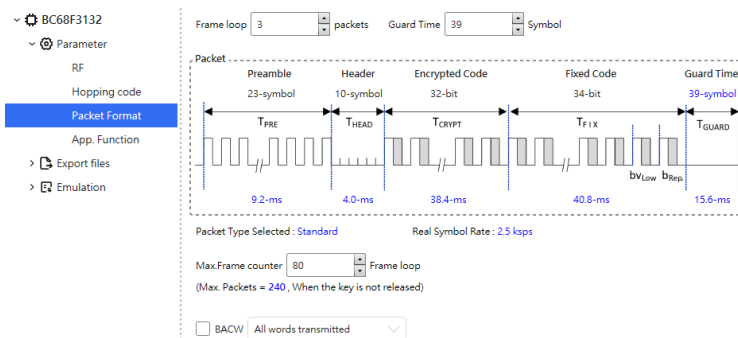 BC68F3132
Parameter
RF
Hopping code
Packet Format
App. Function
Export files
Emulation
Frame loop 3 packets Guard Time 39 Symbol
Packet
Preamble Header Encrypted Code Fixed Code Guard Time
23-symbol 10-symbol 32-bit 34-bit 39-symbol
TPRE THEAD TCRYPT TFIX TGUARD
bvLow bRep.
9.2-ms 4.0-ms 38.4-ms 40.8-ms 15.6-ms
Packet Type Selected : Standard Real Symbol Rate : 2.5 ksps
Max.Frame counter 80 Frame loop
(Max. Packets = 240 , When the key is not released)
BACW All words transmitted